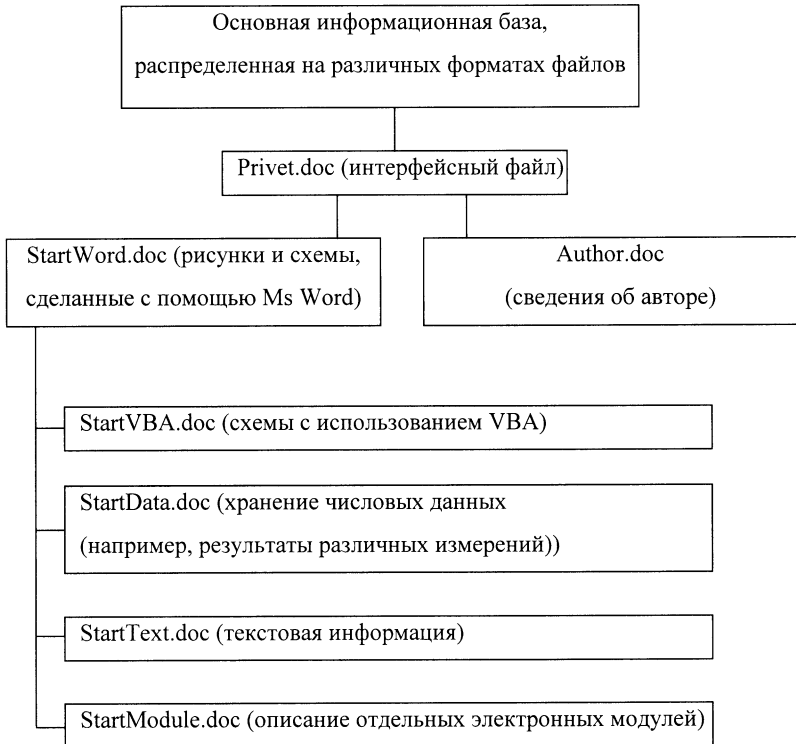 Основная информационная база,
распределенная на различных форматах файлов
Privet.doc (интерфейсный файл)
StartWord.doc (рисунки и схемы,
сделанные с помощью Ms Word)
Author.doc
(сведения об авторе)
StartVBA.doc (схемы с использованием VBA)
StartData.doc (хранение числовых данных
(например, результаты различных измерений))
StartText.doc (текстовая информация)
StartModule.doc (описание отдельных электронных модулей)